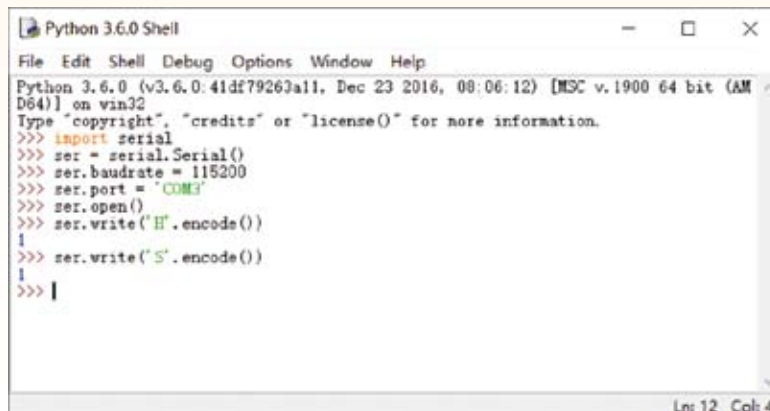 Python 3.6.0 Shell
File Edit Shell Debug Options Window Help
Python 3.6.0 (v3.6.0:41df79263a11, Dec 23 2016, 08:06:12) [MSC v.1900 64 bit (AM
D64)] on win32
Type "copyright", "credits" or "license()" for more information.
>>> import serial
>>> ser = serial.Serial()
>>> ser.baudrate = 115200
>>> ser.port = 'COM3'
>>> ser.open()
>>> ser.write('H'.encode())
1
>>> ser.write('S'.encode())
1
>>>
Ln: 12 Col: 4